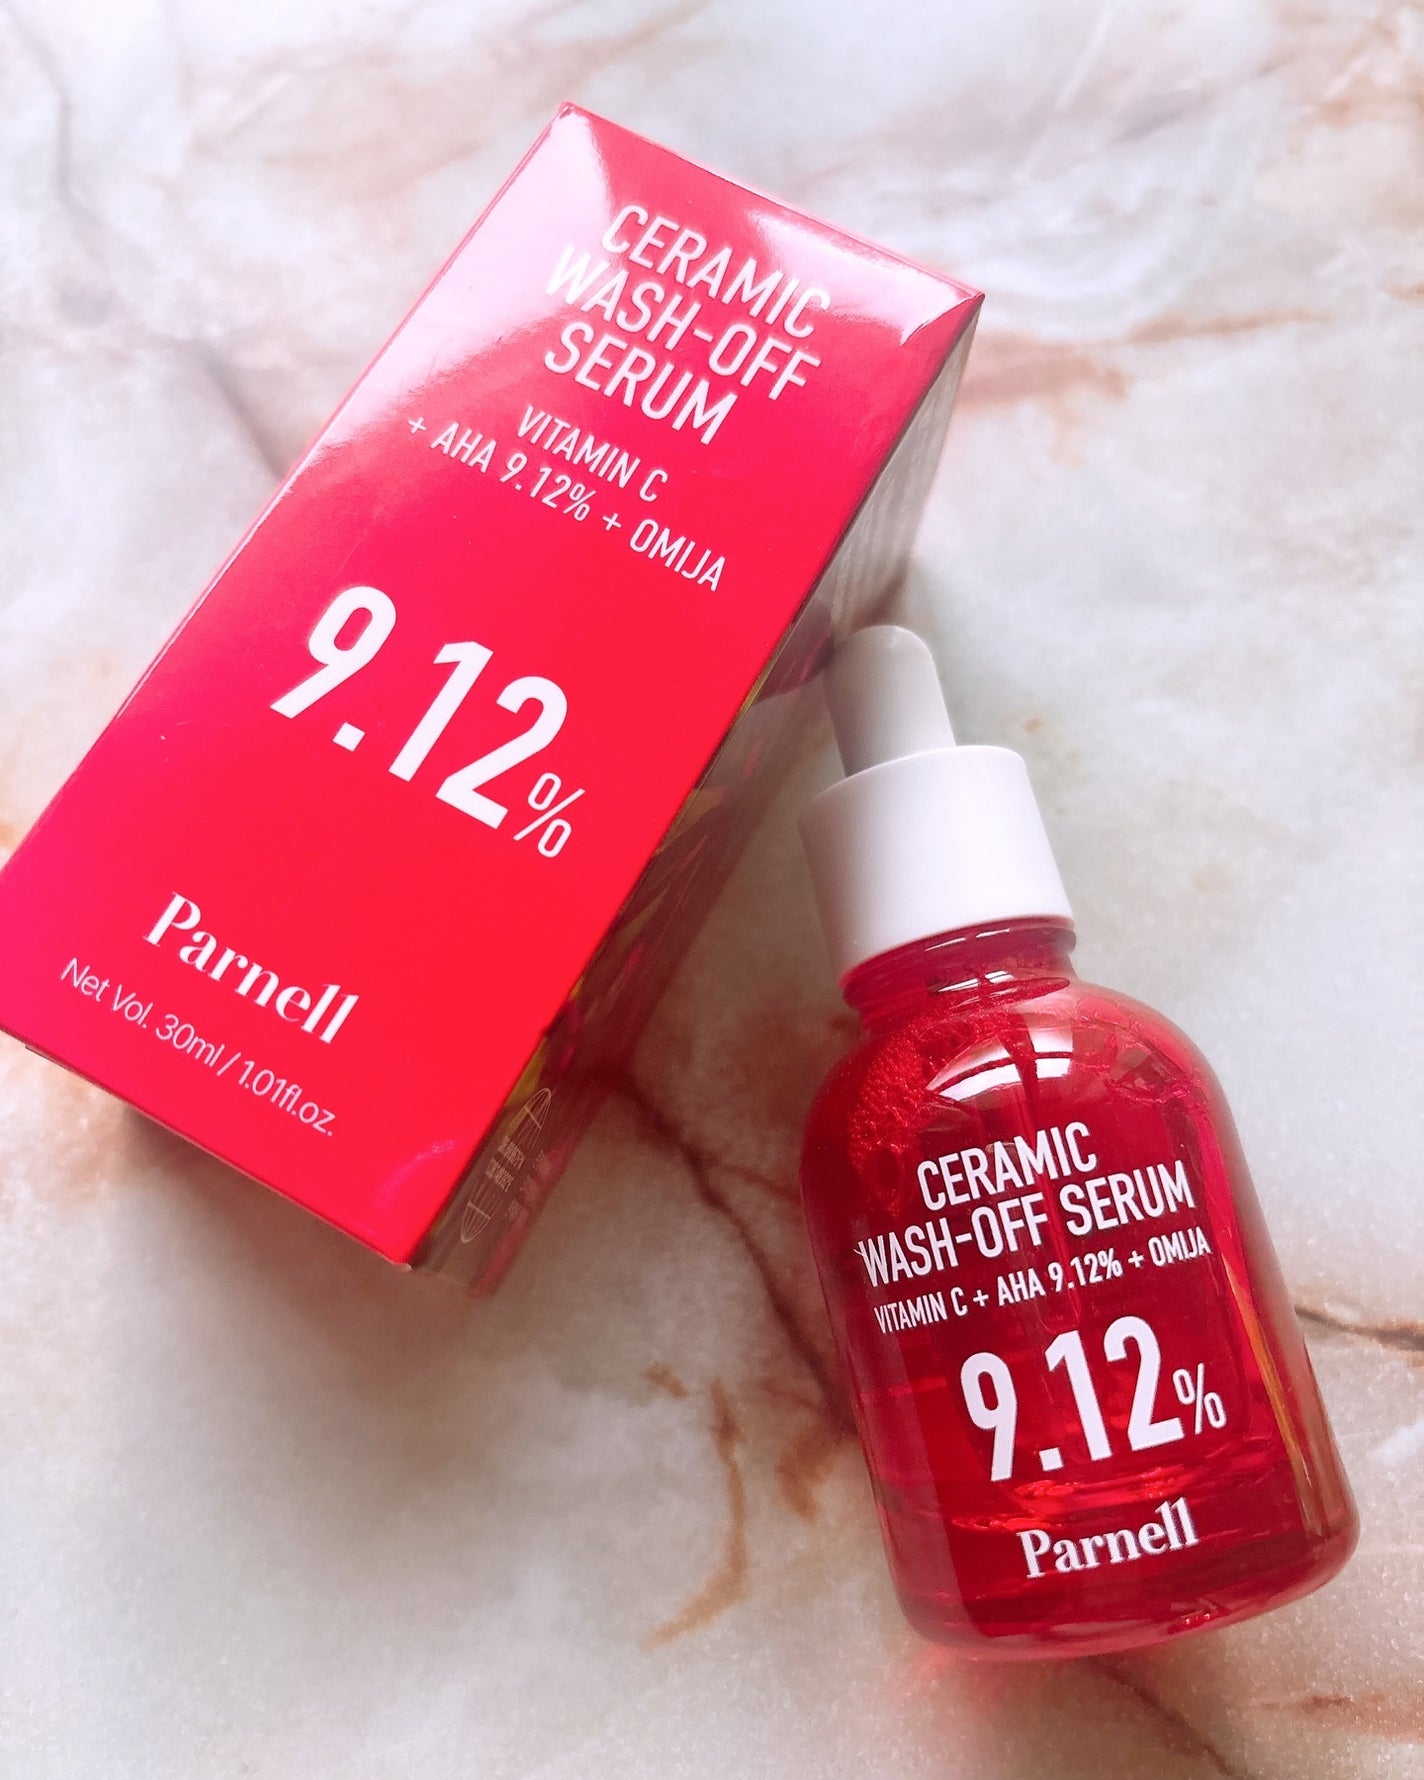 CERAMIC
WASH-OFF
SERUM
VITAMIN C
+ AHA 9.12% + OMIJA
9.12%
Parnell
Net Vol. 30ml / 1.01fl.oz.
CERAMIC
WASH-OFF SERUM
VITAMIN C + AHA 9.12% + OMIJA
9.12%
Parnell